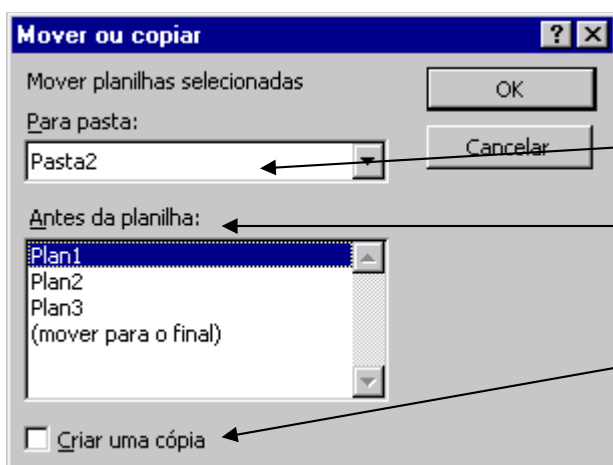 Mover ou copiar
Mover planilhas selecionadas
OK
Para pasta:
Cancelar
Pasta2
Antes da planilha:
Plan1
Plan2
Plan3
(mover para o final)
Criar uma cópia